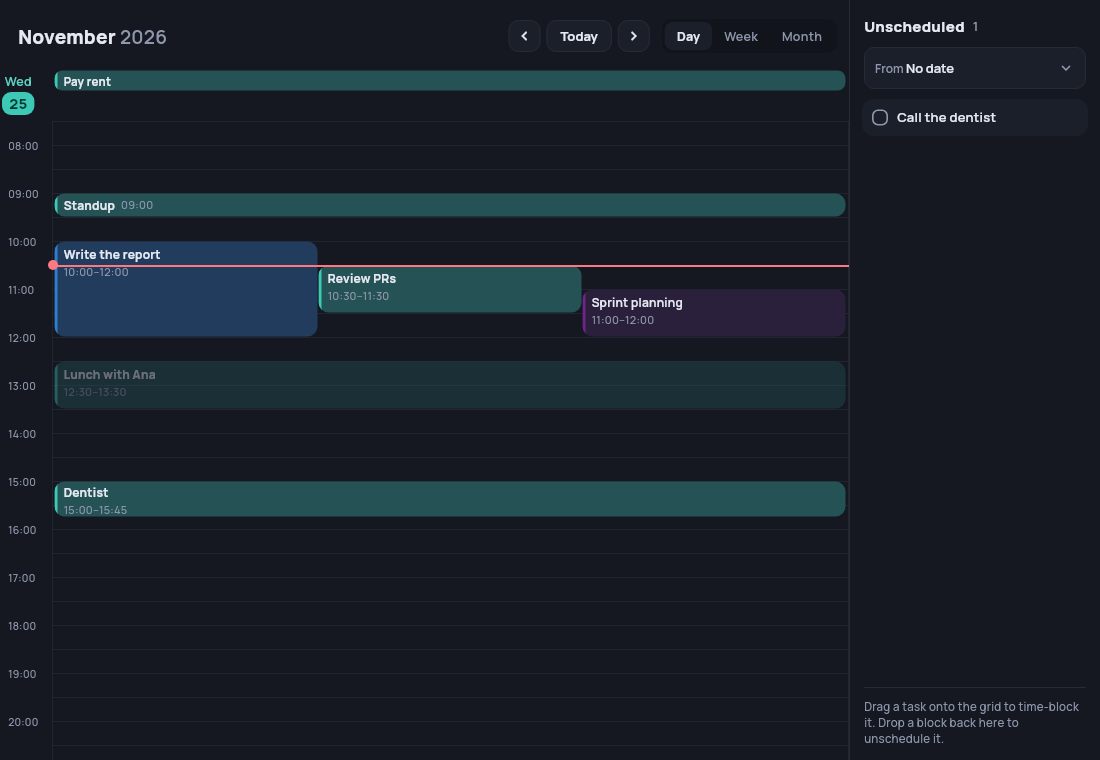 November 2026
Today
Day
Week
Month
Wed
25
Pay rent
08:00
09:00
Standup 09:00
10:00
Write the report
10:00–12:00
Review PRs
10:30–11:30
11:00
Sprint planning
11:00–12:00
12:00
Lunch with Ana
12:30–13:30
13:00
14:00
15:00
Dentist
15:00–15:45
16:00
17:00
18:00
19:00
20:00
Unscheduled 1
From No date
Call the dentist
Drag a task onto the grid to time-block
it. Drop a block back here to
unschedule it.